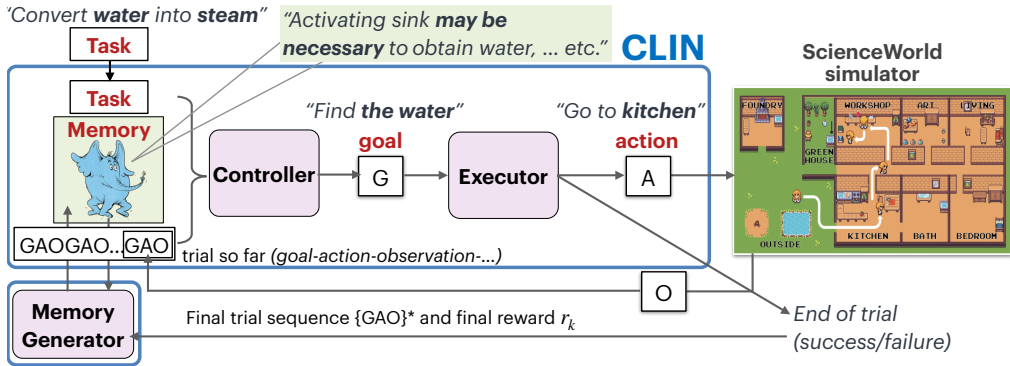 "Convert water into steam"
Task
Task
Memory
"Activating sink may be
necessary to obtain water, ... etc."
CLIN
ScienceWorld
simulator
"Find the water"
goal
G
"Go to kitchen"
action
A
Controller
Executor
FOUNDRY
WORKSHOP
ART
LIVING
GREEN
HOUSE
A
OUTSIDE
KITCHEN
BATH
BEDROOM
GAOGAO...GAO
trial so far (goal-action-observation-...)
O
Memory
Generator
Final trial sequence {GAO}* and final reward rₖ
End of trial
(success/failure)